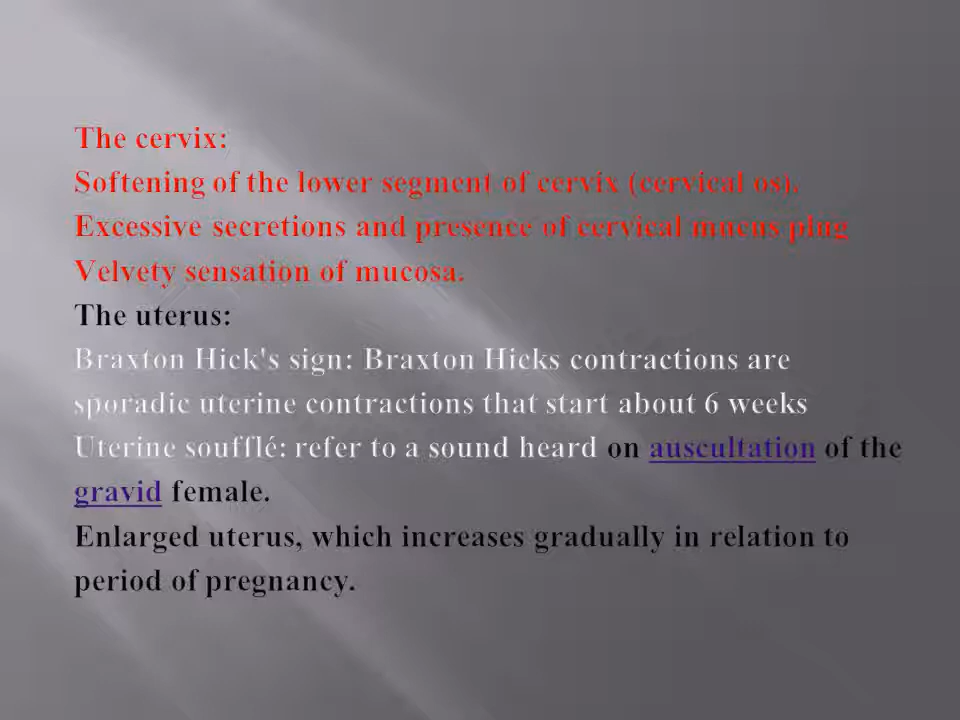 The cervix:
Softening of the lower segment of cervix (cervical os).
Excessive secretions and presence of cervical mucus plug
Velvety sensation of mucosa.
The uterus:
Braxton Hick's sign: Braxton Hicks contractions are
sporadic uterine contractions that start about 6 weeks
Uterine soufflé: refer to a sound heard on auscultation of the
gravid female.
Enlarged uterus, which increases gradually in relation to
period of pregnancy.